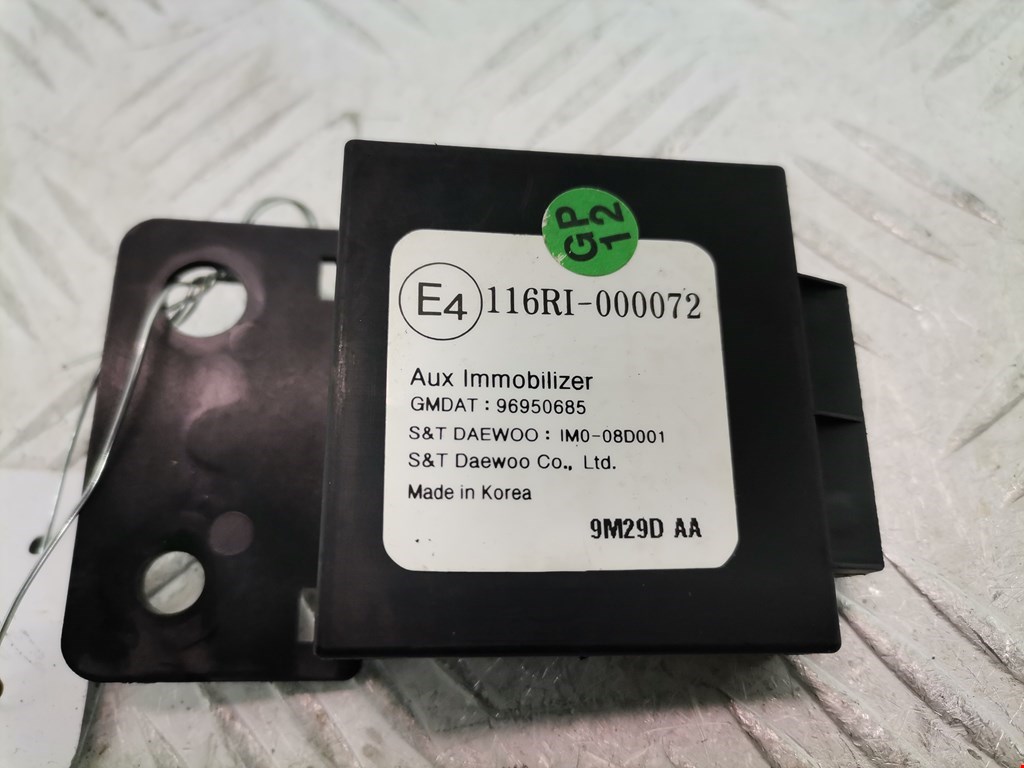 GP
12
E4 116RI-000072
Aux Immobilizer
GMDAT : 96950685
S&T DAEWOO : IM0-08D001
S&T Daewoo Co., Ltd.
Made in Korea
9M29D AA